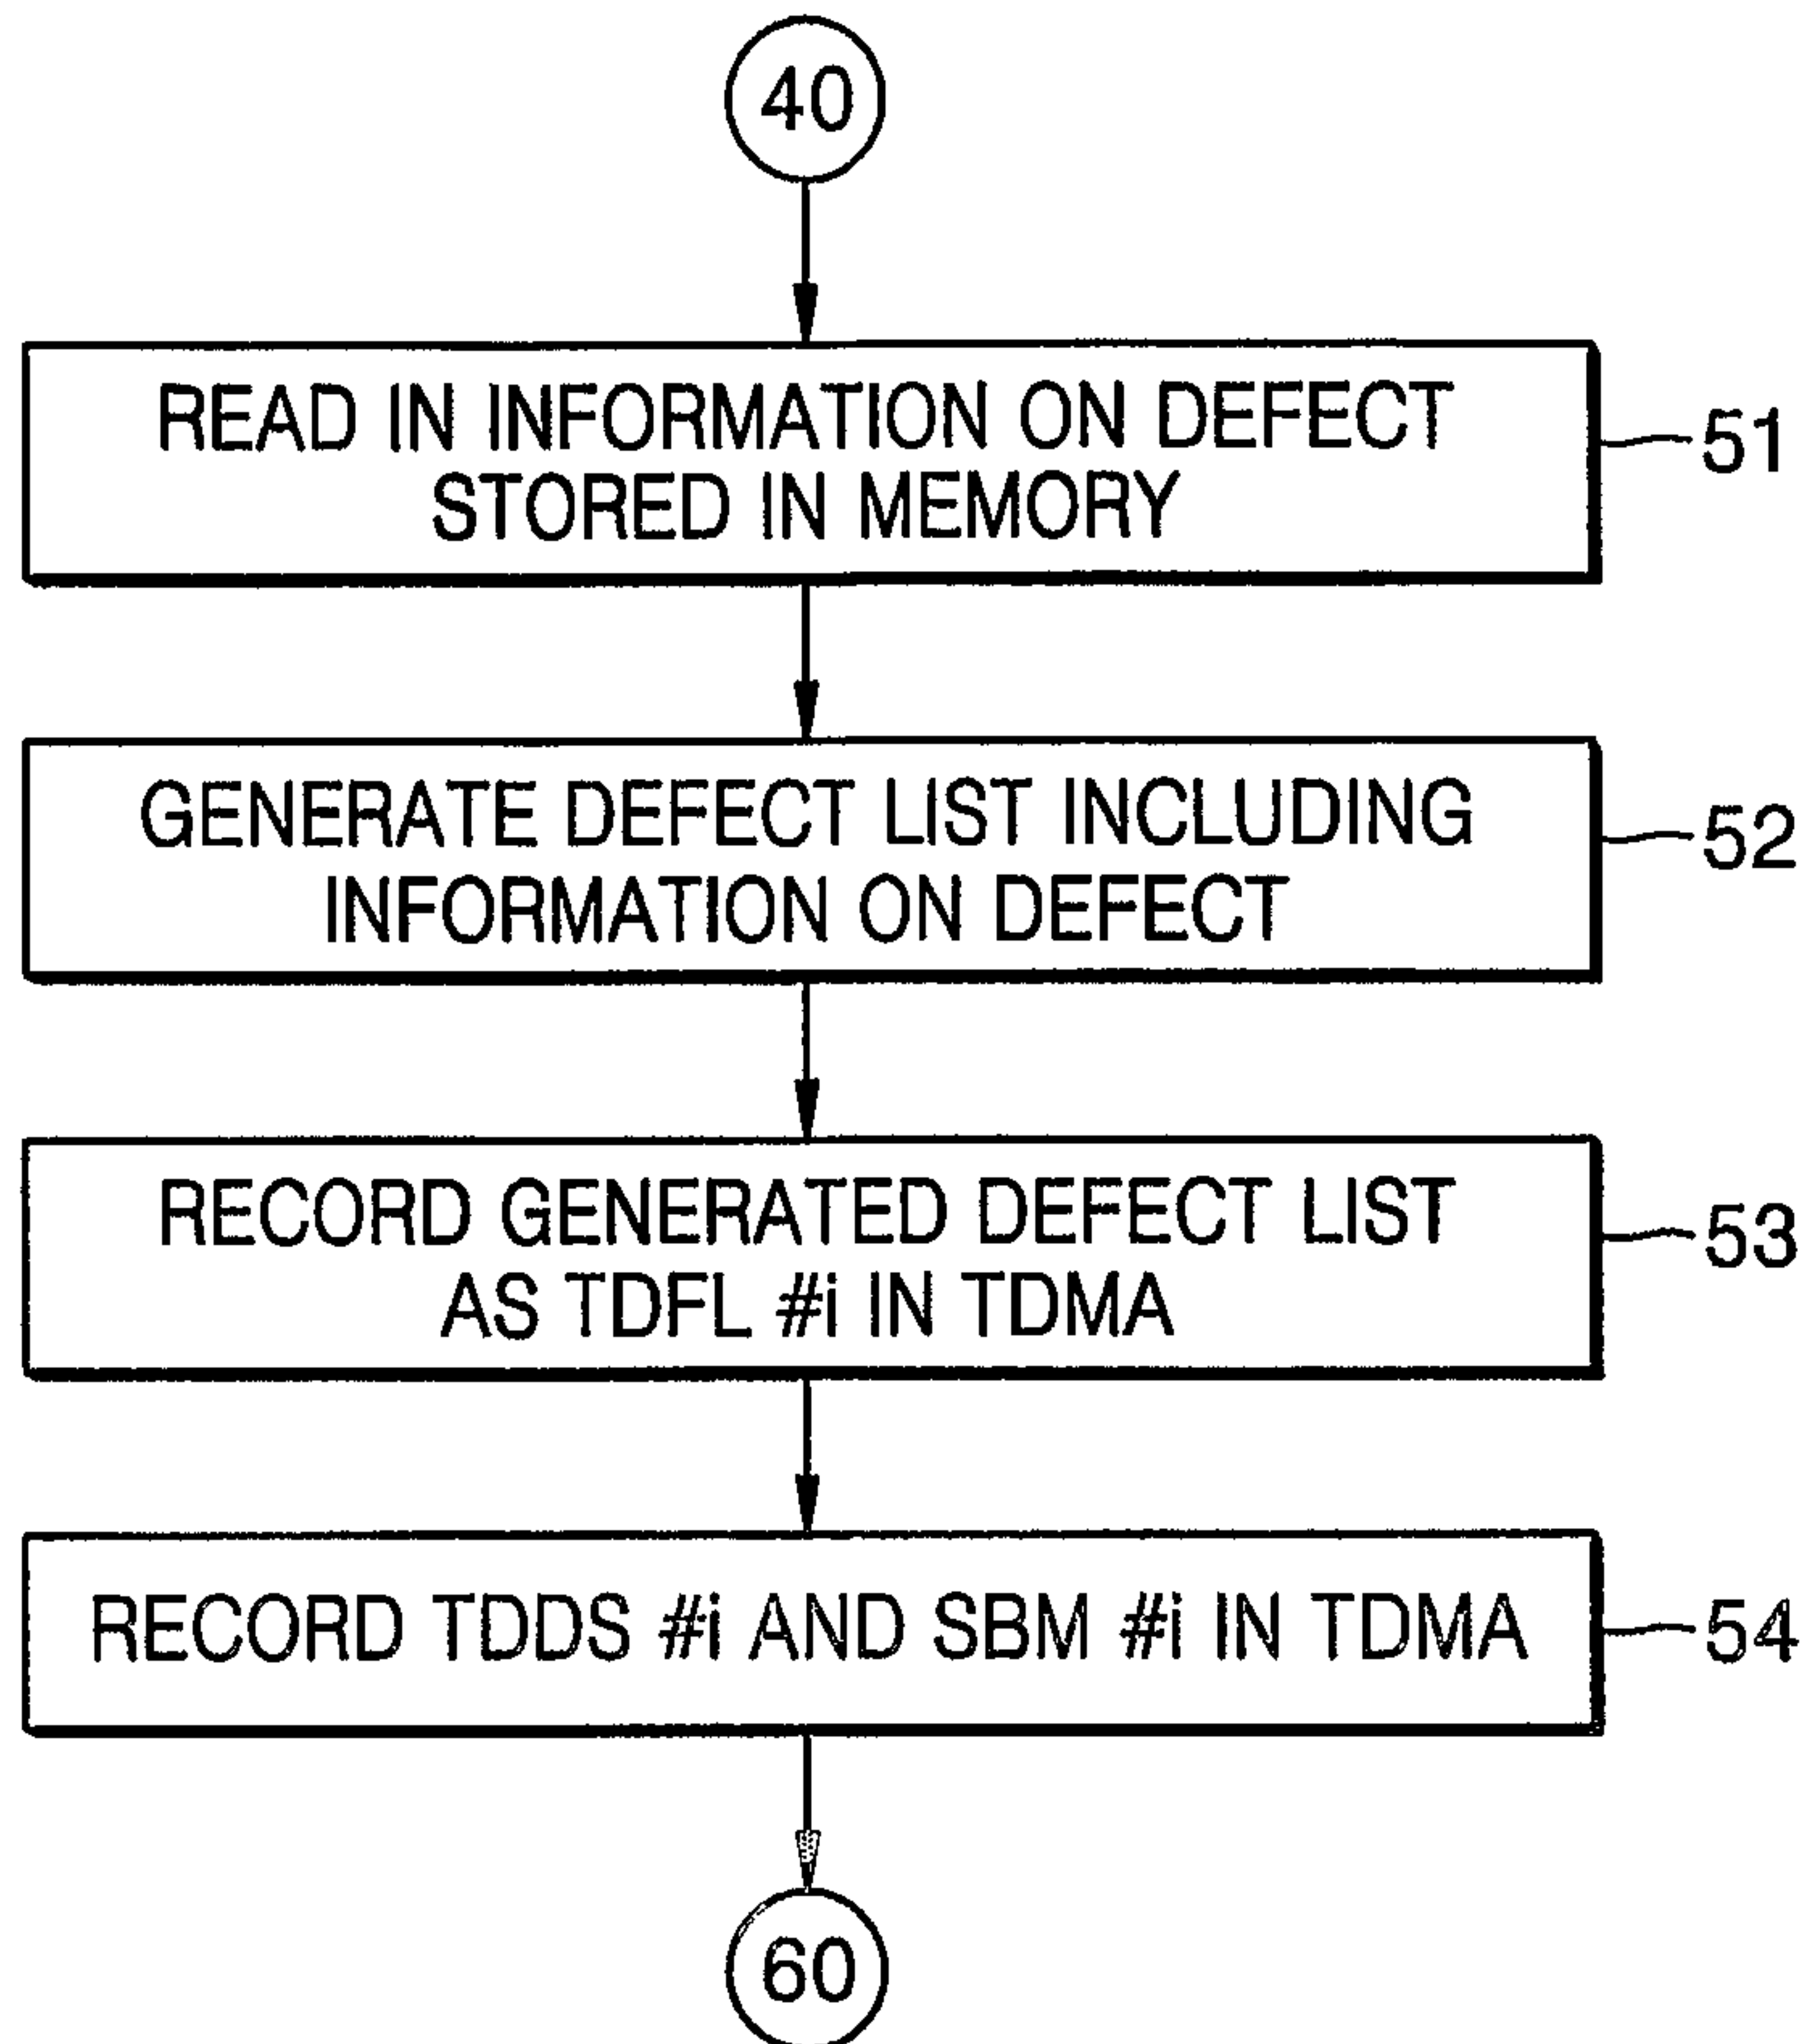 40
READ IN INFORMATION ON DEFECT
STORED IN MEMORY
51
GENERATE DEFECT LIST INCLUDING
INFORMATION ON DEFECT
52
RECORD GENERATED DEFECT LIST
AS TDFL #i IN TDMA
53
RECORD TDDS #i AND SBM #i IN TDMA
54
60